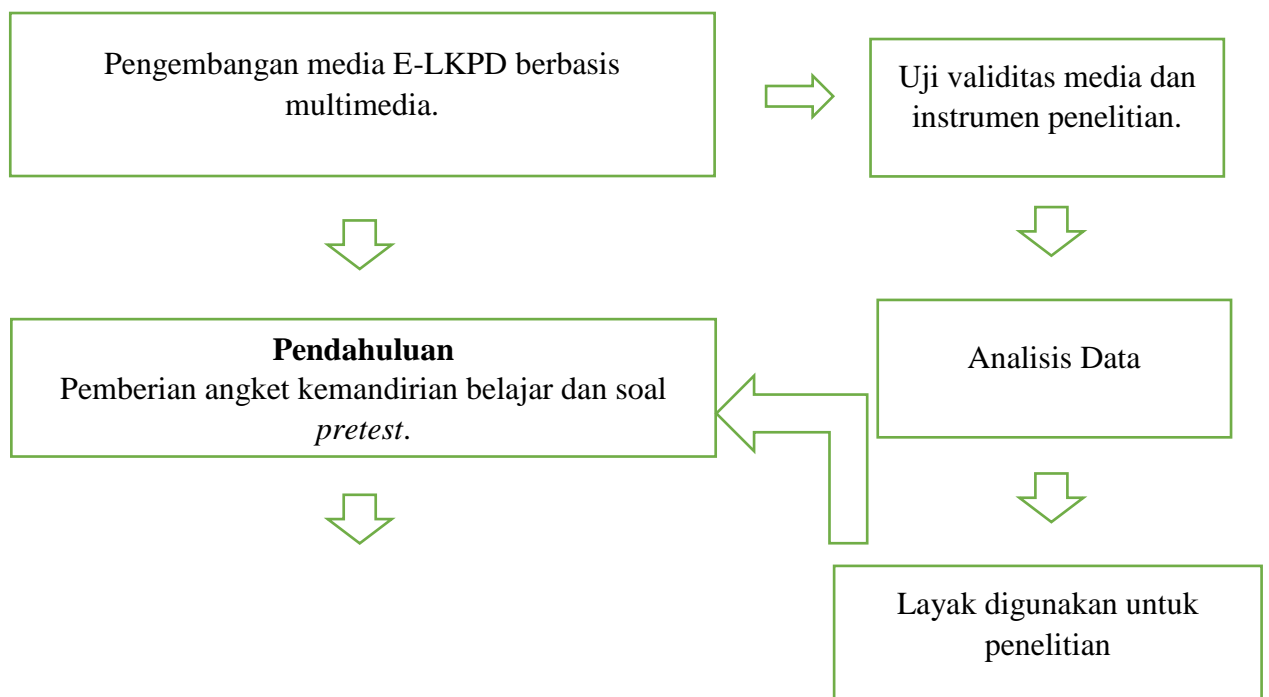 Pengembangan media E-LKPD berbasis
multimedia.
Uji validitas media dan
instrumen penelitian.
Pendahuluan
Pemberian angket kemandirian belajar dan soal
pretest.
Analisis Data
Layak digunakan untuk
penelitian